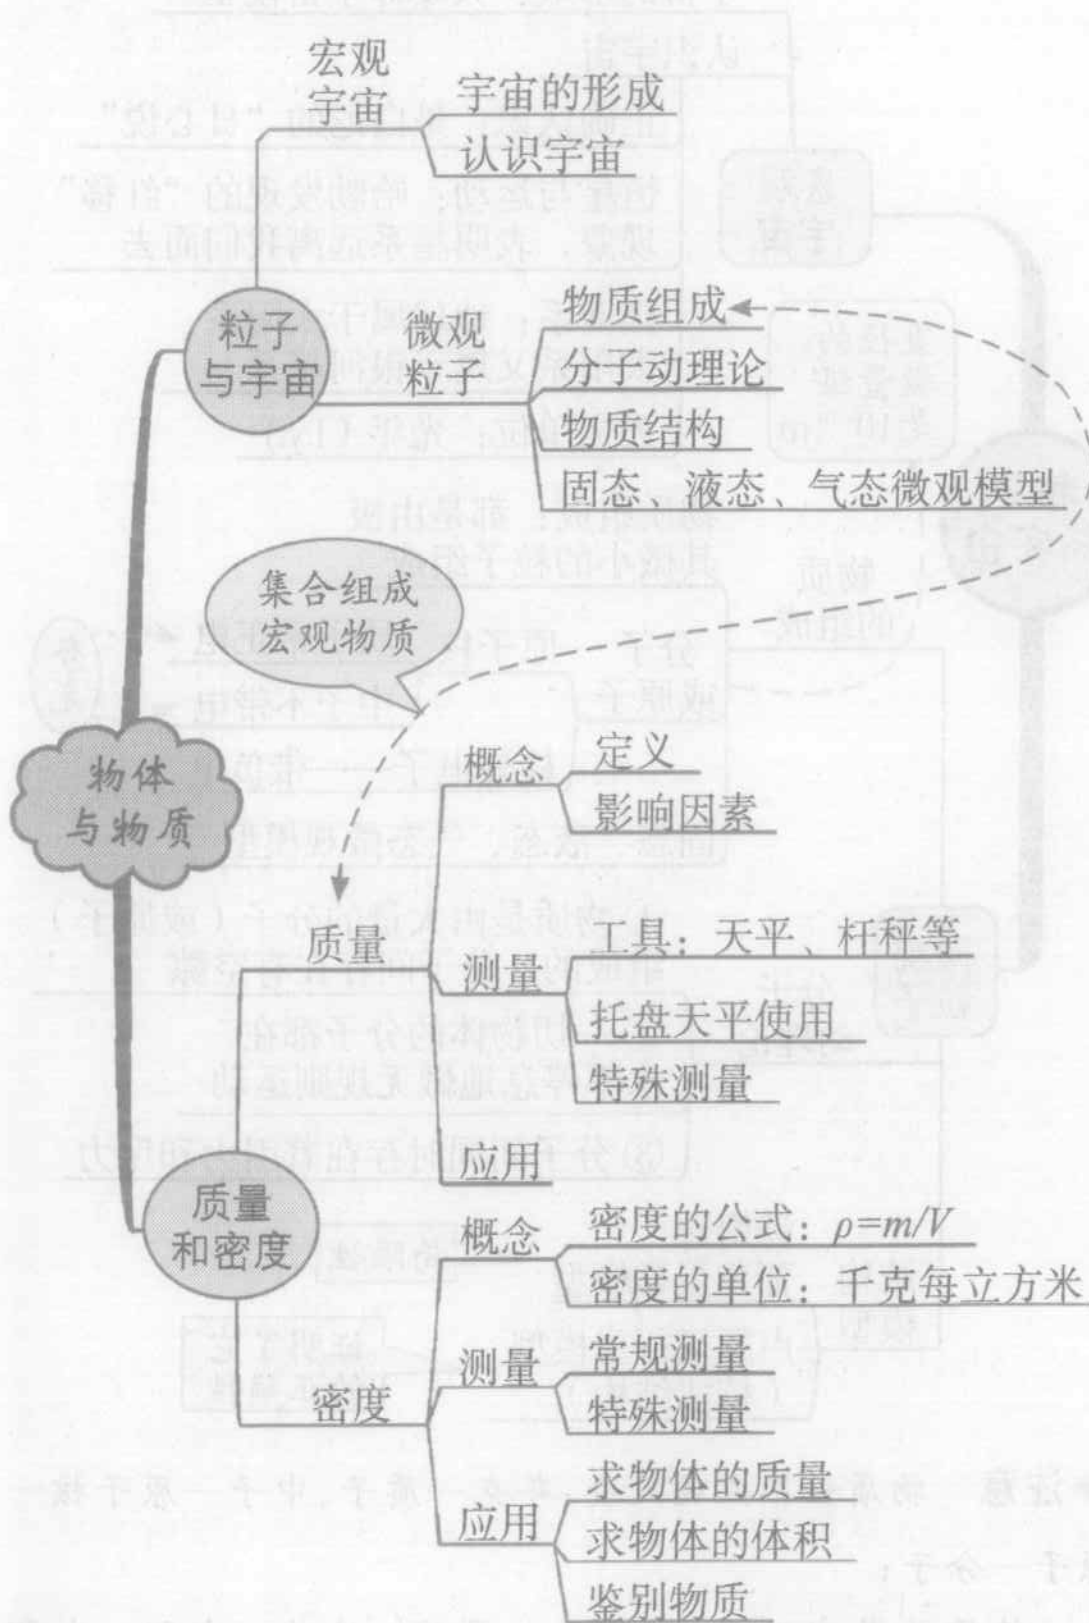 宏观
宇宙
宇宙的形成
认识宇宙
粒子
与宇宙
微观
粒子
物质组成
分子动理论
物质结构
固态、液态、气态微观模型
集合组成
宏观物质
物体
与物质
质量
概念
定义
影响因素
测量
工具：天平、杆秤等
托盘天平使用
特殊测量
应用
质量
和密度
密度
概念
密度的公式：ρ=m/V
密度的单位：千克每立方米
测量
常规测量
特殊测量
应用
求物体的质量
求物体的体积
鉴别物质